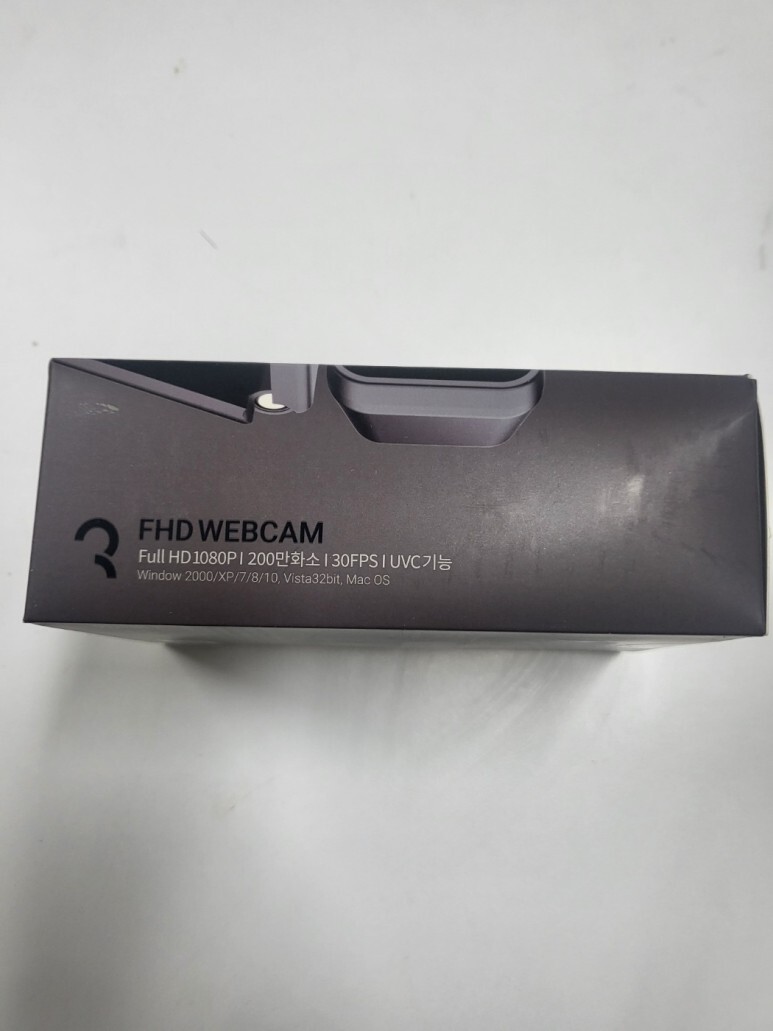 FHD WEBCAM
Full HD 1080P I 200만화소 I 30FPS I UVC기능
Window 2000/XP/7/8/10, Vista32bit, Mac OS